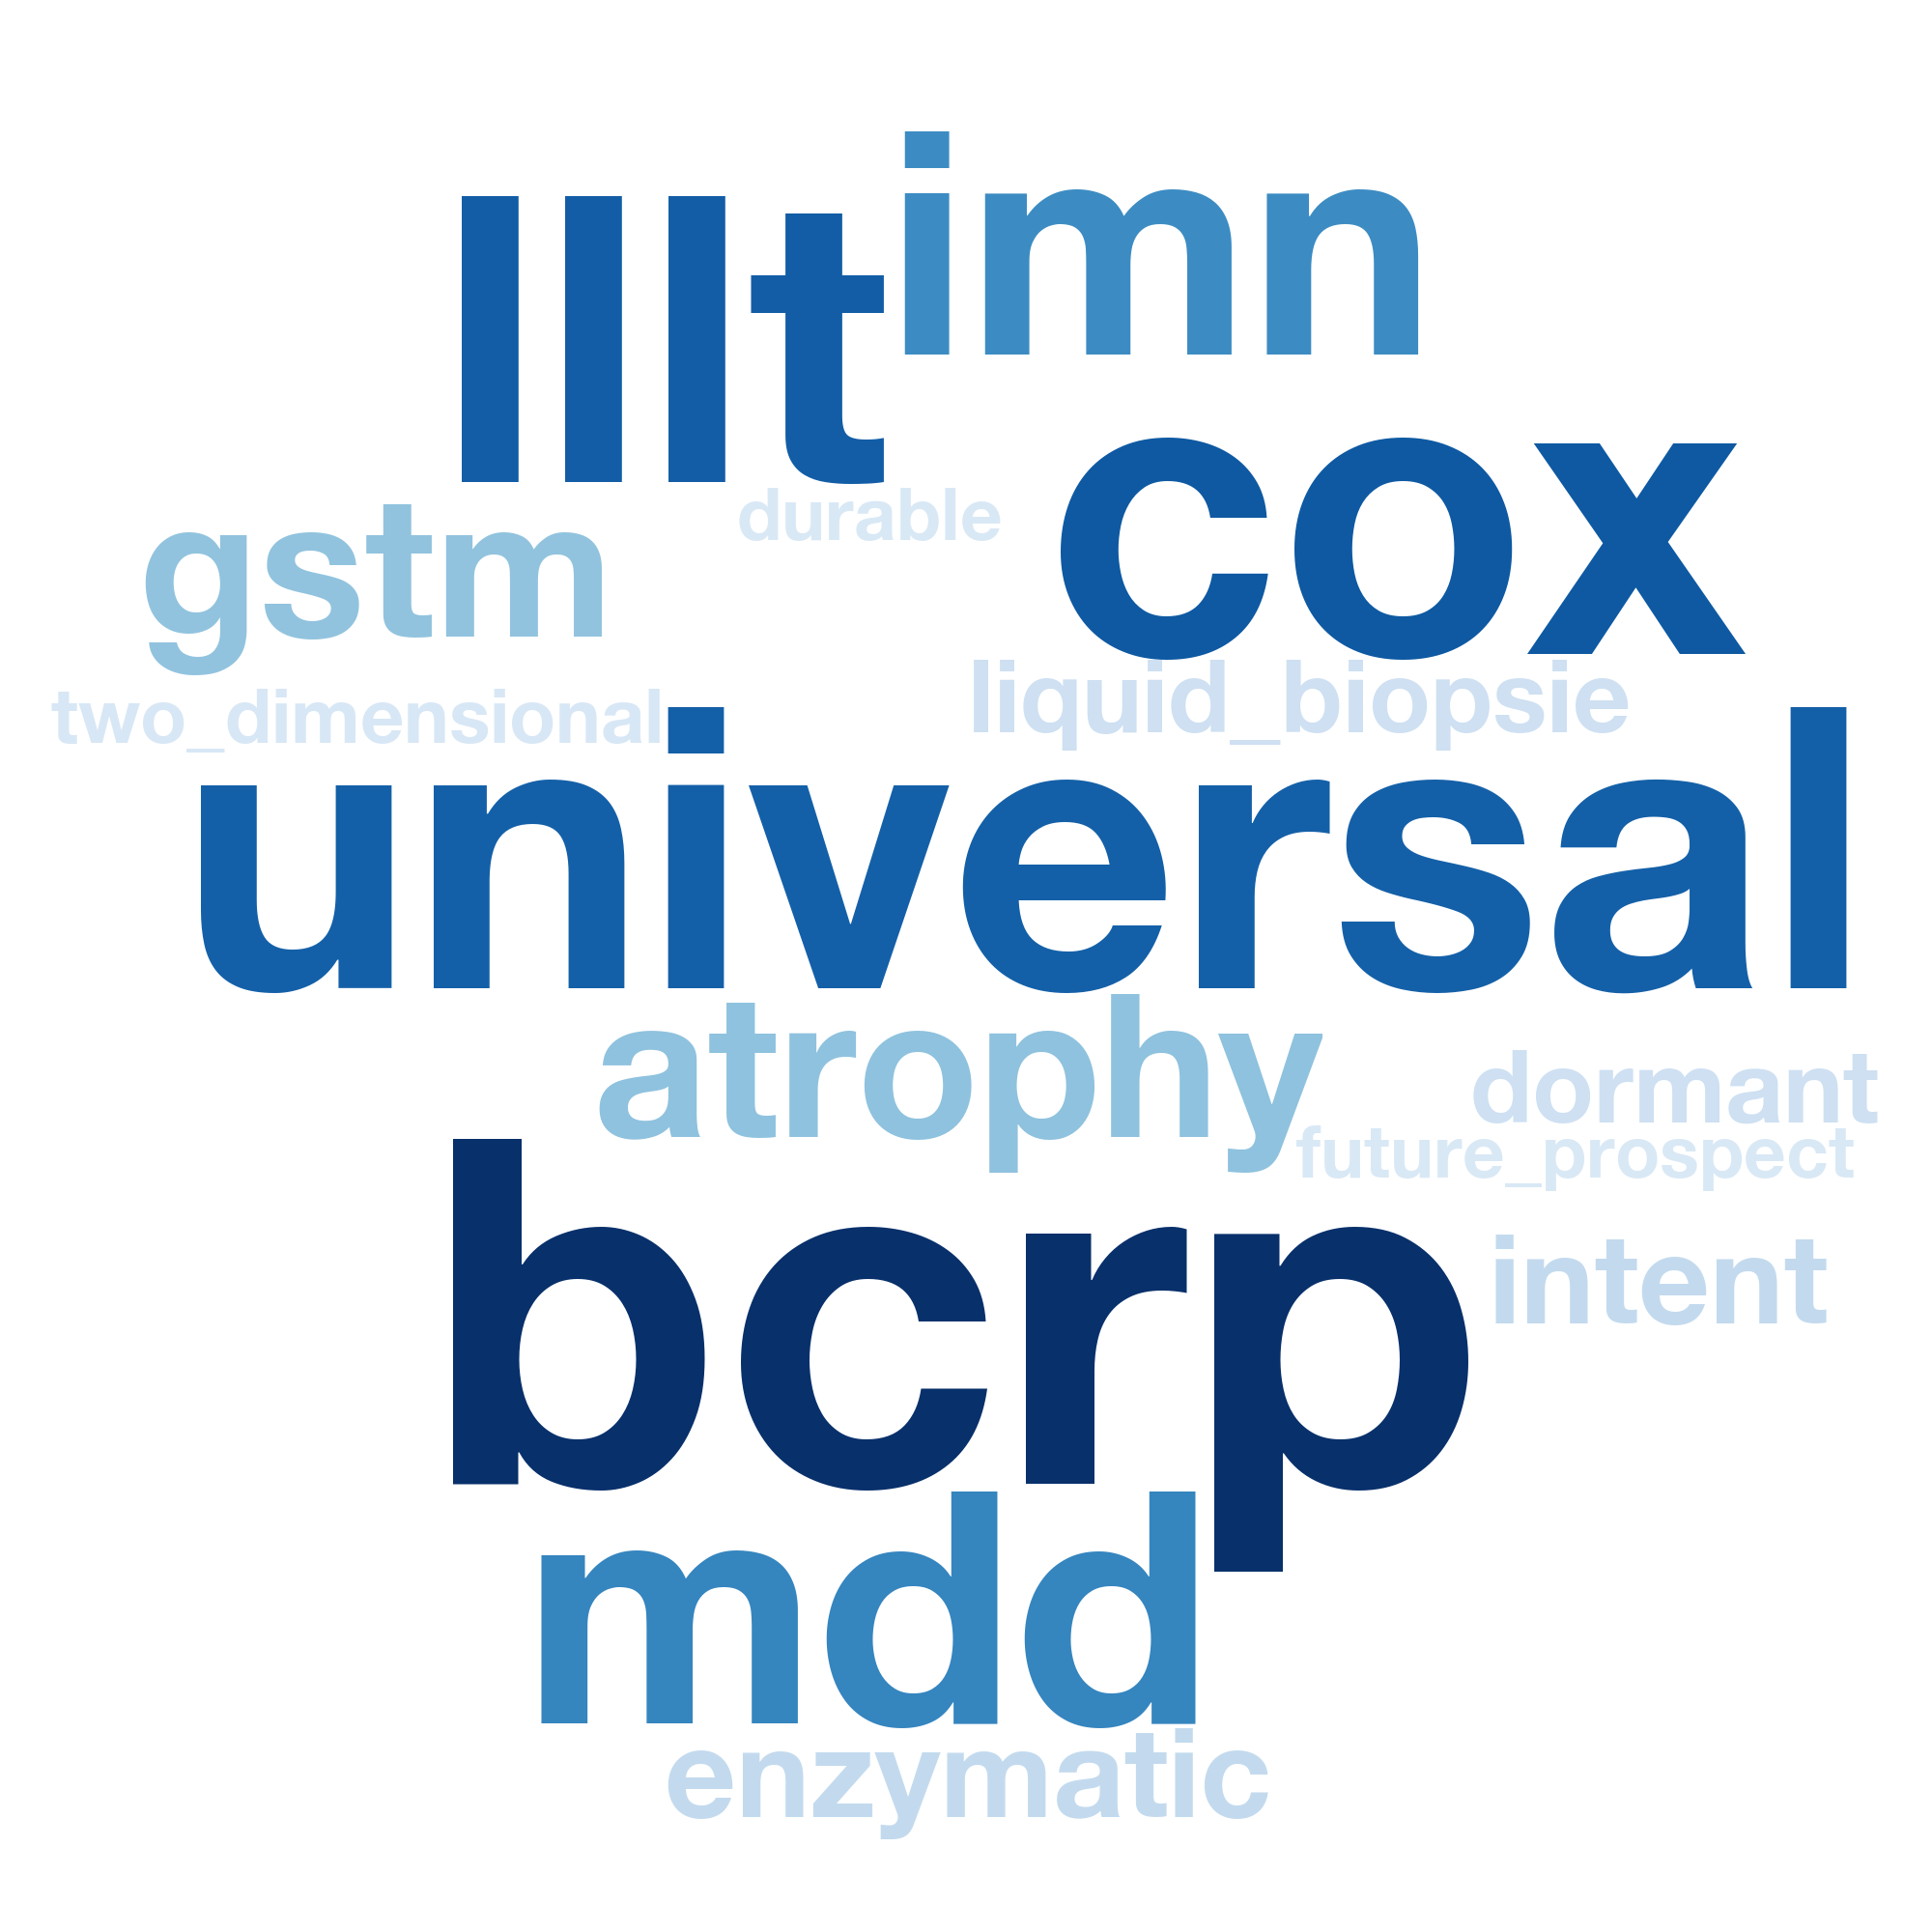 imn
lllt
cox
durable
gstm
liquid_biopsie
two_dimensional
universal
atrophy
dormant
future_prospect
bcrp
intent
mdd
enzymatic